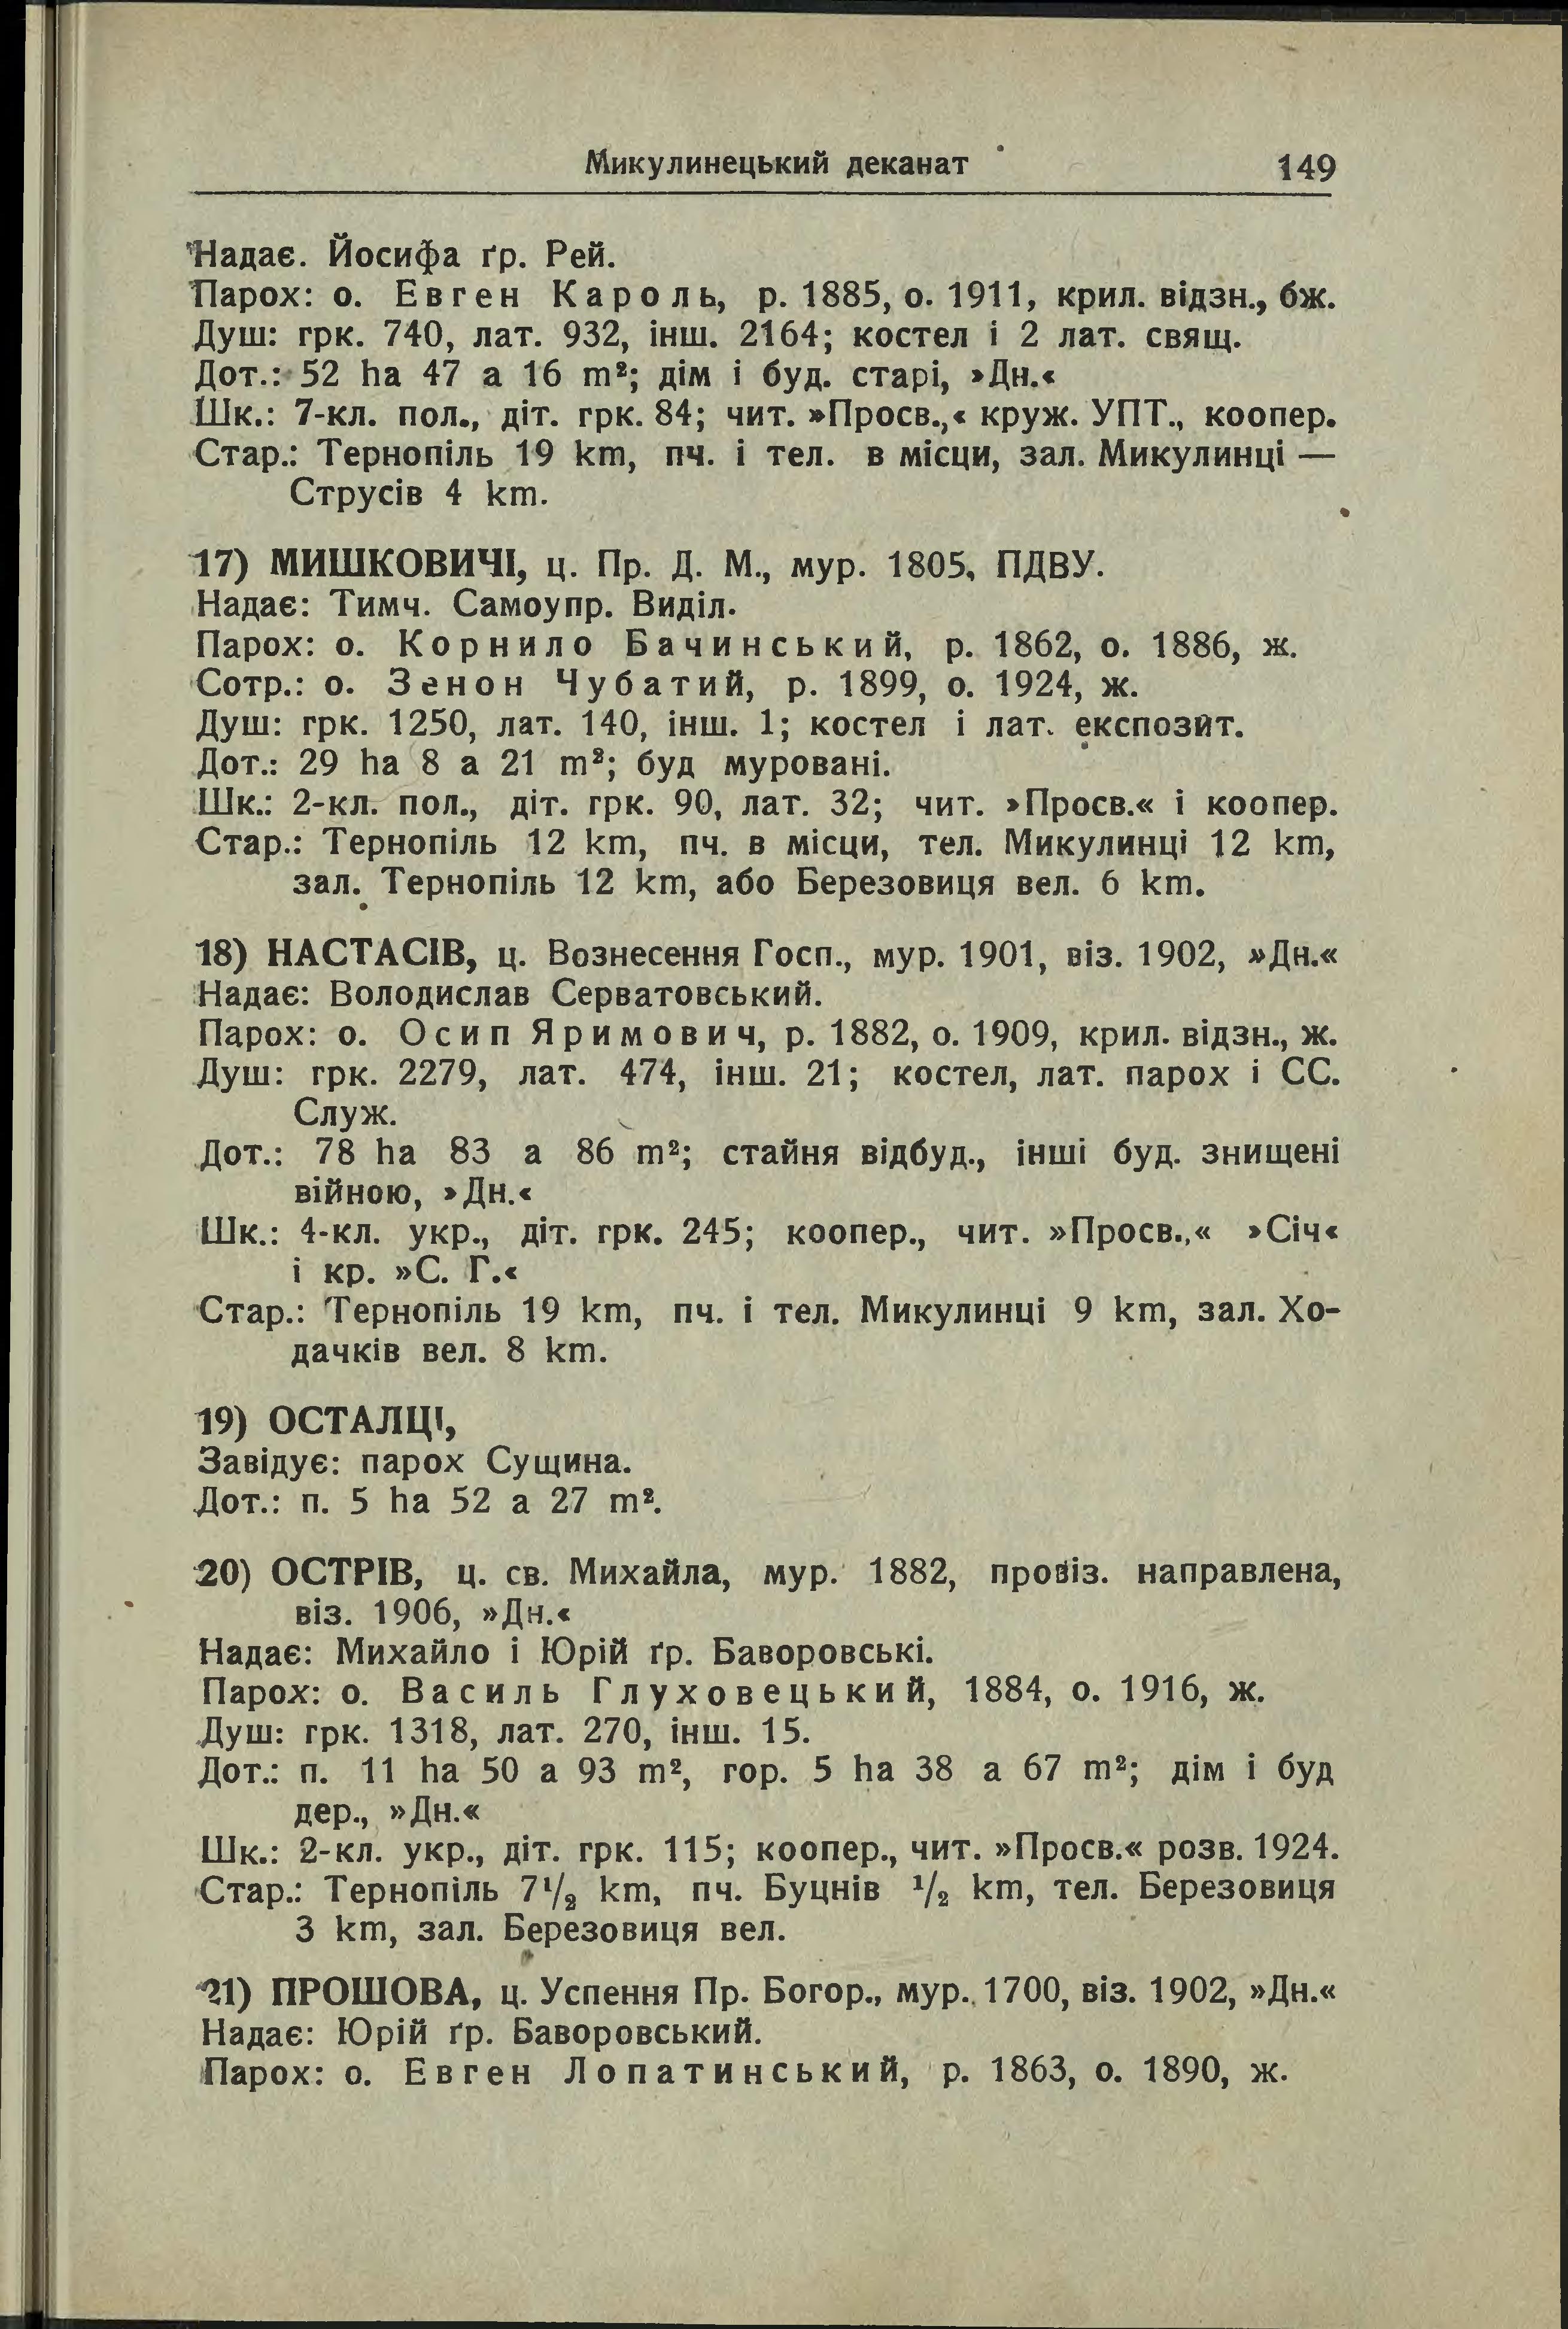 Микулинецький деканат 149
Надає. Йосифа ґр. Рей.
Парох: о. Евген Кароль, р. 1885, о. 1911, крил. відзн., бж.
Душ: грк. 740, лат. 932, інш. 2164; костел і 2 лат. свящ.
Дот.: 52 ha 47 a 16 m²; дім і буд. старі, »Дн.«
Шк.: 7-кл. пол., діт. грк. 84; чит. »Просв.,« круж. УПТ., коопер.
Стар.: Тернопіль 19 km, пч. і тел. в місци, зал. Микулинці —
Струсів 4 km.
17) МИШКОВИЧІ, ц. Пр. Д. М., мур. 1805, ПДВУ.
Надає: Тимч. Самоупр. Виділ.
Парох: о. Корнило Бачинський, р. 1862, о. 1886, ж.
Сотр.: о. Зенон Чубатий, р. 1899, о. 1924, ж.
Душ: грк. 1250, лат. 140, інш. 1; костел і лат. експозит.
Дот.: 29 ha 8 a 21 m²; буд муровані.
Шк.: 2-кл. пол., діт. грк. 90, лат. 32; чит. »Просв.« і коопер.
Стар.: Тернопіль 12 km, пч. в місци, тел. Микулинці 12 km,
зал. Тернопіль 12 km, або Березовиця вел. 6 km.
18) НАСТАСІВ, ц. Вознесення Госп., мур. 1901, віз. 1902, »Дн.«
Надає: Володислав Серватовський.
Парох: о. Осип Яримович, р. 1882, о. 1909, крил. відзн., ж.
Душ: грк. 2279, лат. 474, інш. 21; костел, лат. парох і СС.
Служ.
Дот.: 78 ha 83 a 86 m²; стайня відбуд., інші буд. знищені
війною, »Дн.«
Шк.: 4-кл. укр., діт. грк. 245; коопер., чит. »Просв.,« »Січ«
і кр. »С. Г.«
Стар.: Тернопіль 19 km, пч. і тел. Микулинці 9 km, зал. Хо-
дачків вел. 8 km.
19) ОСТАЛЦІ,
Завідує: парох Сущина.
Дот.: п. 5 ha 52 a 27 m².
20) ОСТРІВ, ц. св. Михайла, мур. 1882, провіз. направлена,
віз. 1906, »Дн.«
Надає: Михайло і Юрій ґр. Баворовські.
Парох: о. Василь Глуховецький, 1884, о. 1916, ж.
Душ: грк. 1318, лат. 270, інш. 15.
Дот.: п. 11 ha 50 a 93 m², гор. 5 ha 38 a 67 m²; дім і буд
дер., »Дн.«
Шк.: 2-кл. укр., діт. грк. 115; коопер., чит. »Просв.« розв. 1924.
Стар.: Тернопіль 7½ km, пч. Буцнів ½ km, тел. Березовиця
3 km, зал. Березовиця вел.
21) ПРОШОВА, ц. Успення Пр. Богор., мур. 1700, віз. 1902, »Дн.«
Надає: Юрій ґр. Баворовський.
Парох: о. Евген Лопатинський, р. 1863, о. 1890, ж.